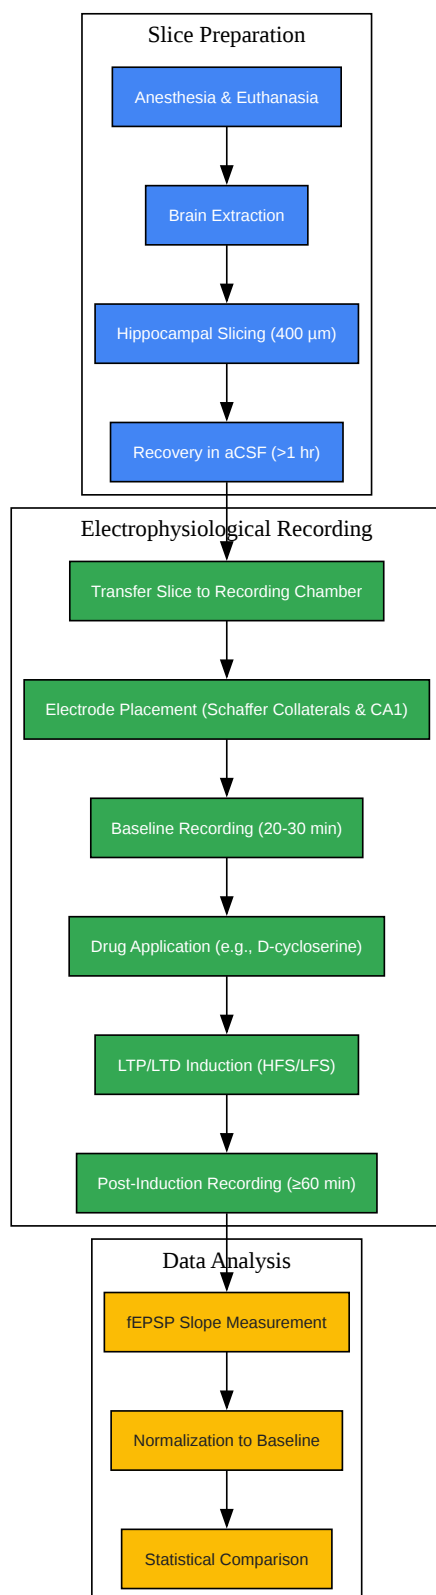 Slice Preparation
Anesthesia & Euthanasia
Brain Extraction
Hippocampal Slicing (400 µm)
Recovery in aCSF (>1 hr)
Electrophysiological Recording
Transfer Slice to Recording Chamber
Electrode Placement (Schaffer Collaterals & CA1)
Baseline Recording (20-30 min)
Drug Application (e.g., D-cycloserine)
LTP/LTD Induction (HFS/LFS)
Post-Induction Recording (≥60 min)
Data Analysis
fEPSP Slope Measurement
Normalization to Baseline
Statistical Comparison